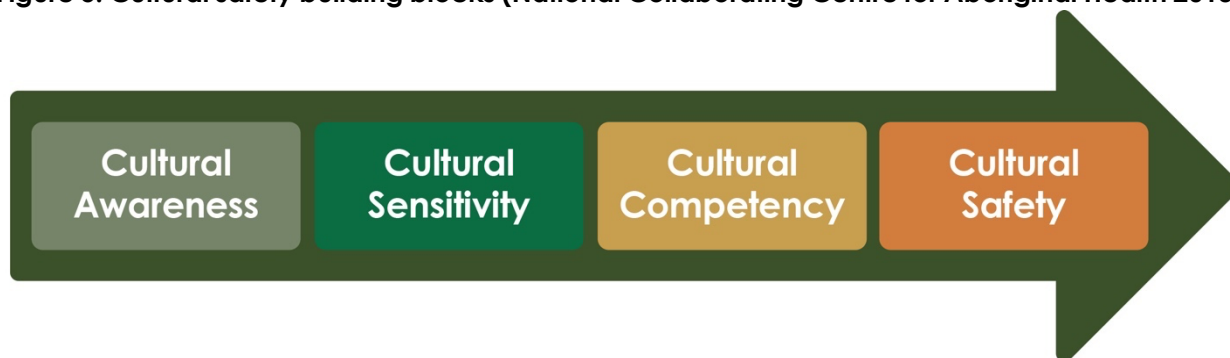 Figure Cultural safety building blocks (National Collaborating Centre for Aboriginal Health
Cultural
Awareness
Cultural
Sensitivity
Cultural
Competency
Cultural
Safety